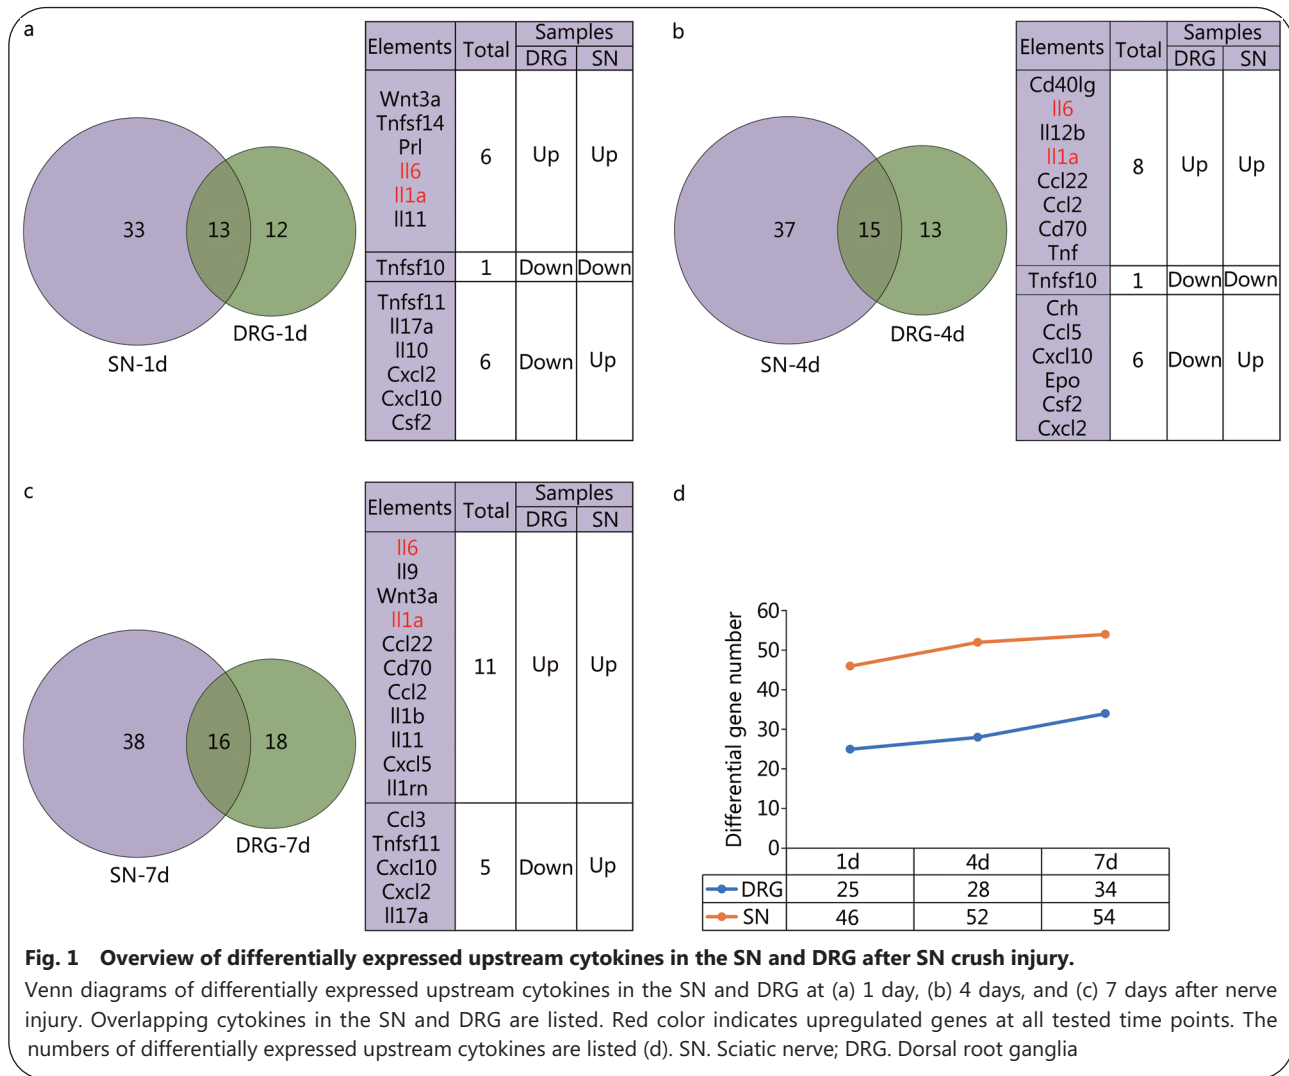 a
Elements Total Samples
DRG SN
Wnt3a
Tnfsf14
Prl
Il6
Il1a
Il11
6 Up Up
Tnfsf10 1 Down Down
Tnfsf11
Il17a
Il10
Cxcl2
Cxcl10
Csf2
6 Down Up
33 13 12
DRG-1d
SN-1d
b
Elements Total Samples
DRG SN
Cd40lg
Il6
Il12b
Il1a
Ccl22
Ccl2
Cd70
Tnf
8 Up Up
Tnfsf10 1 Down Down
Crh
Ccl5
Cxcl10
Epo
Csf2
Cxcl2
6 Down Up
37 15 13
DRG-4d
SN-4d
c
Elements Total Samples
DRG SN
Il6
Il9
Wnt3a
Il1a
Ccl22
Cd70
Ccl2
Il1b
Il11
Cxcl5
Il1rn
11 Up Up
Ccl3
Tnfsf11
Cxcl10
Cxcl2
Il17a
5 Down Up
38 16 18
DRG-7d
SN-7d
d
Differential gene number
60
50
40
30
20
10
0
1d 4d 7d
DRG 25 28 34
SN 46 52 54
Fig. 1 Overview of differentially expressed upstream cytokines in the SN and DRG after SN crush injury.
Venn diagrams of differentially expressed upstream cytokines in the SN and DRG at (a) 1 day, (b) 4 days, and (c) 7 days after nerve
injury. Overlapping cytokines in the SN and DRG are listed. Red color indicates upregulated genes at all tested time points. The
numbers of differentially expressed upstream cytokines are listed (d). SN. Sciatic nerve; DRG. Dorsal root ganglia